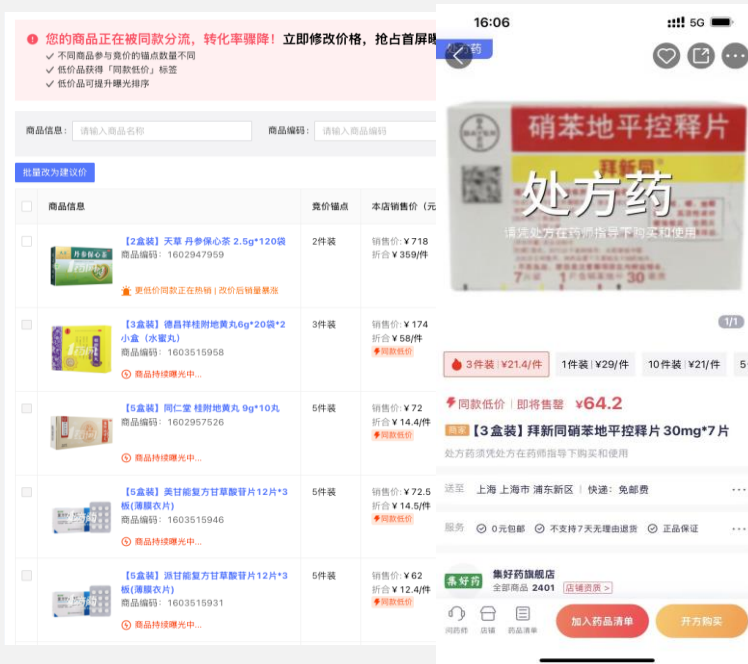 您的商品正在被同款分流，转化率骤降！立即修改价格，抢占首屏曝
不同商品参与竞价的锚点数量不同
低价品获得「同款低价」标签
低价品可提升曝光排序
商品信息： 请输入商品名称 商品编码： 请输入商品编码
批量改为建议价
商品信息 竞价锚点 本店销售价（元
【2盒装】天草 丹参保心茶 2.5g*120袋
商品编码：1602947959
更低价同款正在热销 | 改价后销量暴涨
2件装
销售价: ¥ 718
折合 ¥ 359/件
丹参保心茶
【3盒装】德昌祥桂附地黄丸6g*20袋*2
小盒（水蜜丸）
商品编码：1603515958
商品持续曝光中...
3件装
销售价: ¥ 174
折合 ¥ 58/件
同款低价
【5盒装】同仁堂 桂附地黄丸 9g*10丸
商品编码：1602957526
商品持续曝光中...
5件装
销售价: ¥ 72
折合 ¥ 14.4/件
同款低价
【5盒装】美甘能复方甘草酸苷片12片*3
板(薄膜衣片)
商品编码：1603515946
商品持续曝光中...
5件装
销售价: ¥ 72.5
折合 ¥ 14.5/件
同款低价
【5盒装】派甘能复方甘草酸苷片12片*3
板(薄膜衣片)
商品编码：1603515931
商品持续曝光中...
5件装
销售价: ¥ 62
折合 ¥ 12.4/件
同款低价
16:06 5G
处方药
硝苯地平控释片
拜新同
处方药
请凭处方在药师指导下购买和使用
1/1
3件装 | ¥21.4/件 1件装 | ¥29/件 10件装 | ¥21/件 5
同款低价 | 即将售罄 ¥64.2
商家【3盒装】拜新同硝苯地平控释片30mg*7片
处方药须凭处方在药师指导下购买和使用
送至 上海 上海市 浦东新区 | 快递：免邮费
服务 0元包邮 不支持7天无理由退货 正品保证
集好药
集好药旗舰店
全部商品 2401 店铺资质 >
问药师 店铺 药品清单 加入药品清单 开方购买